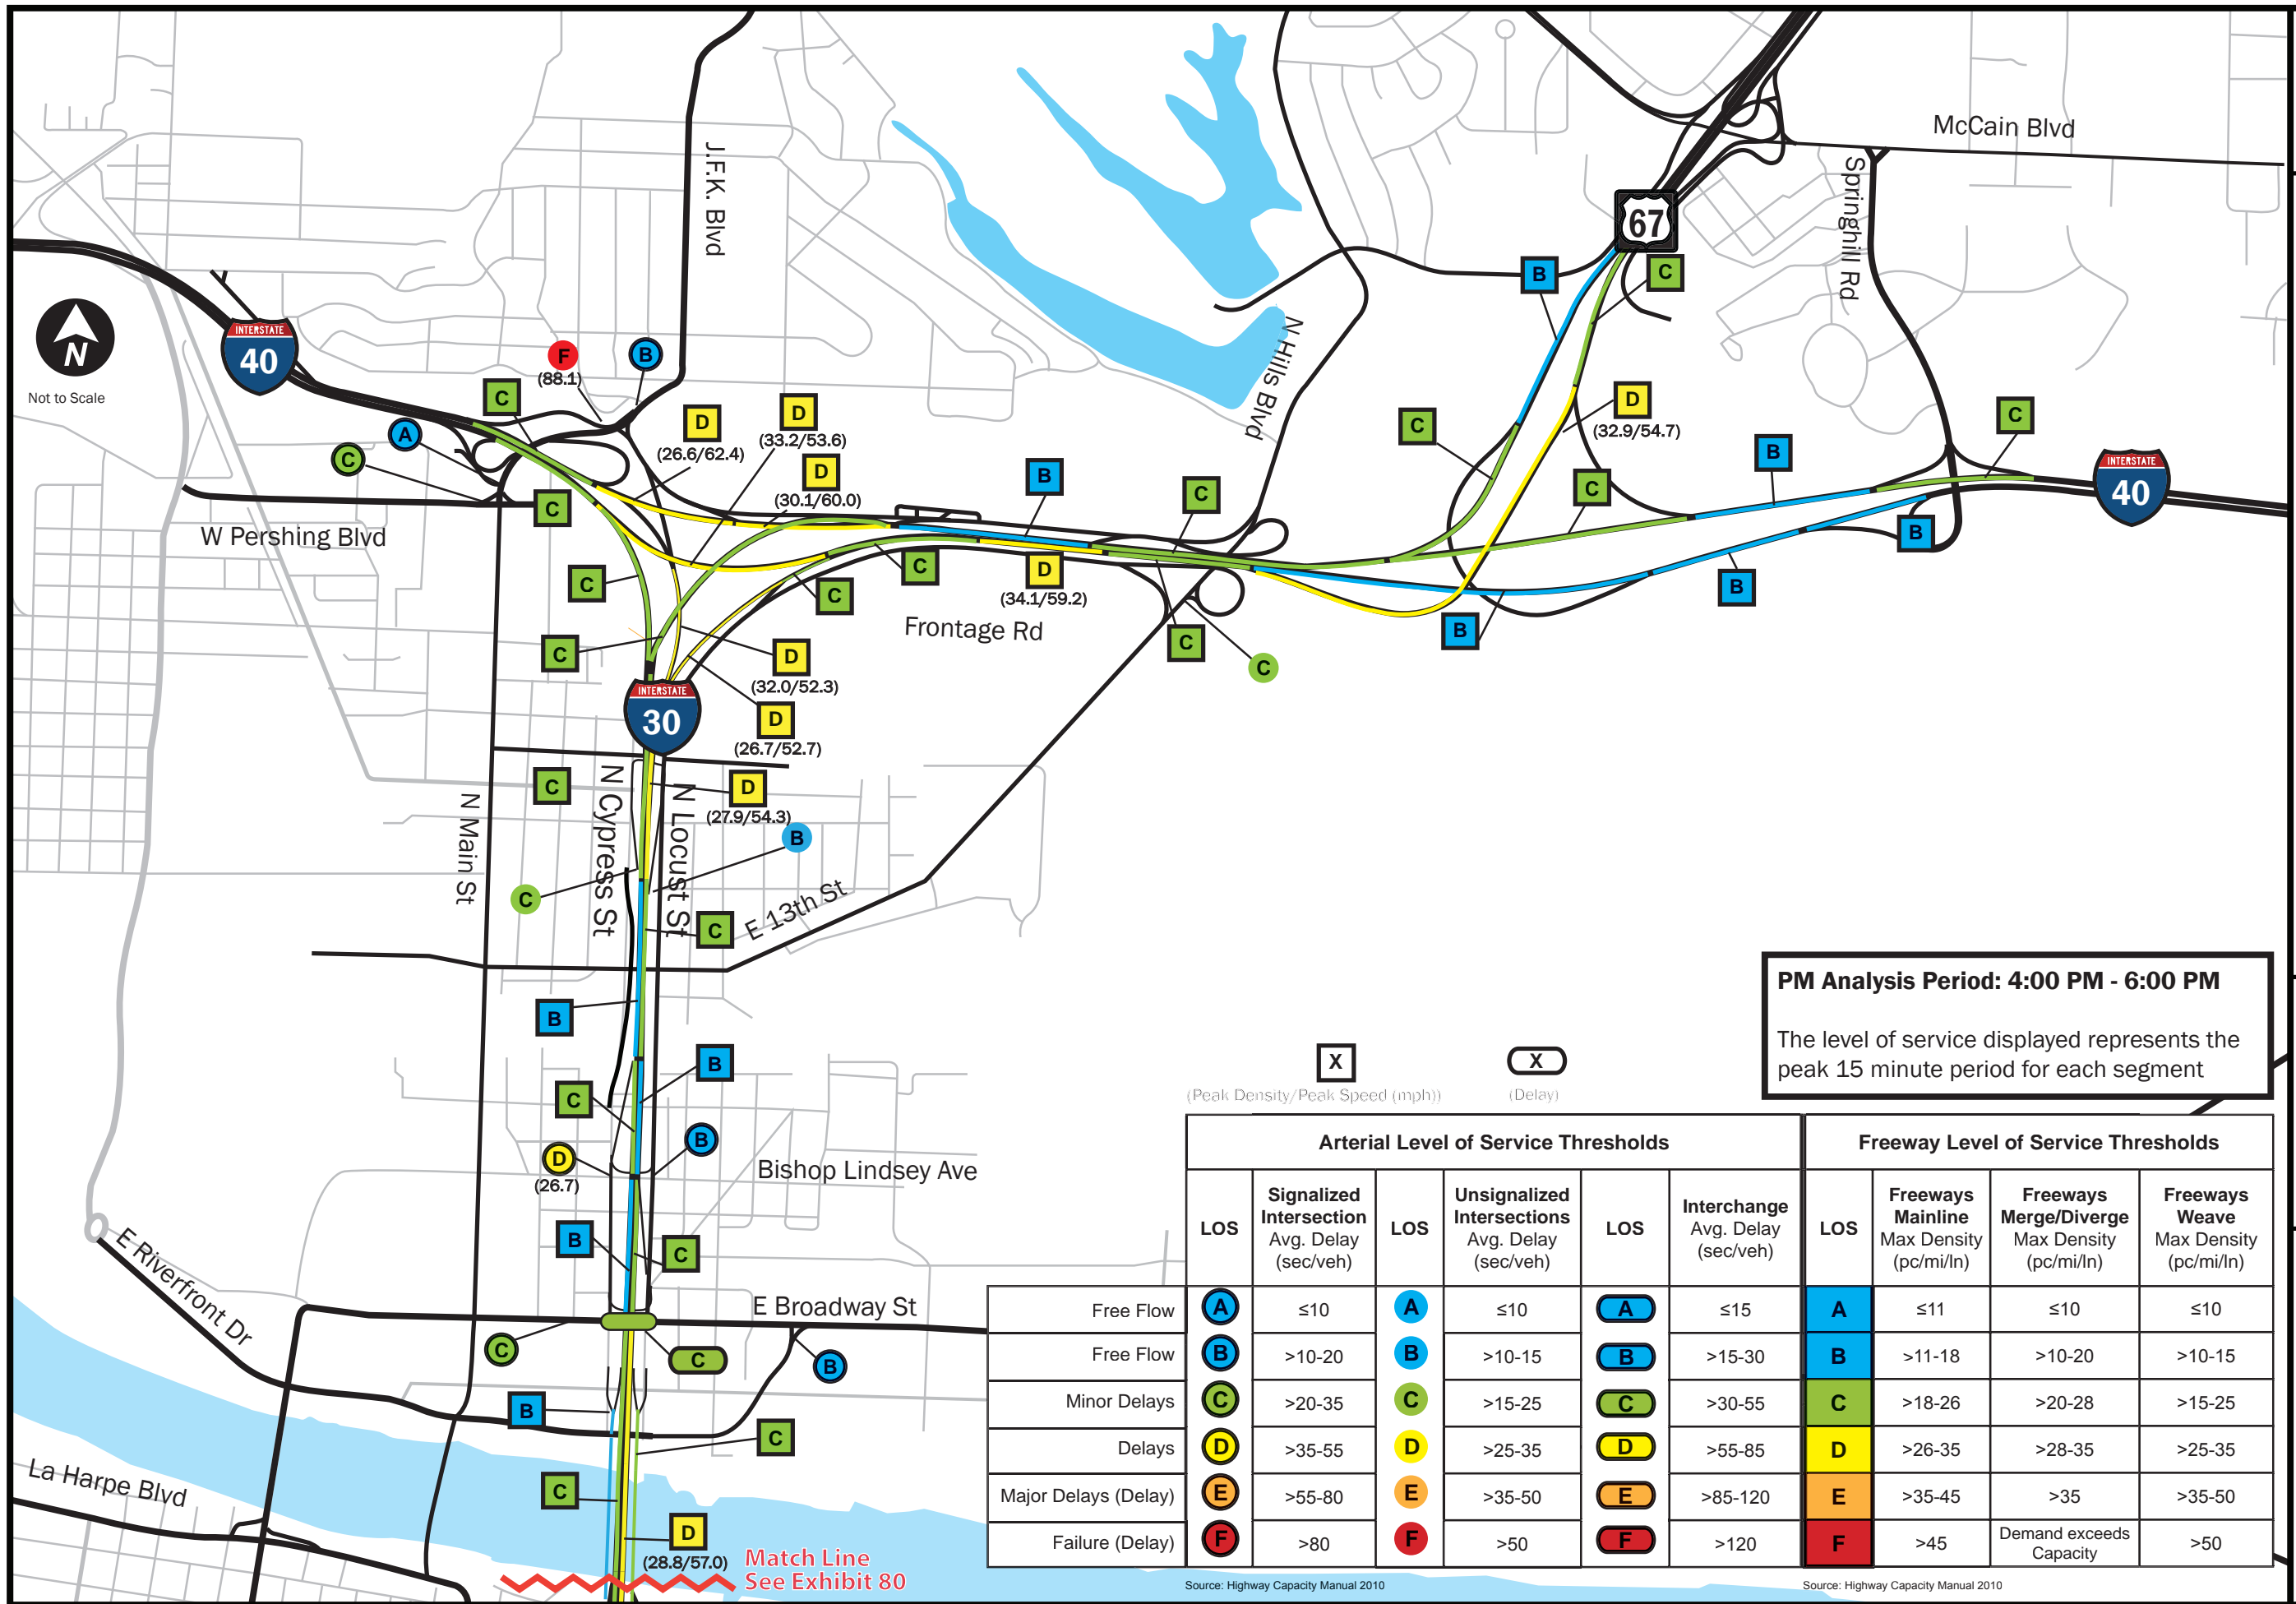 McCain Blvd
J.F.K. Blvd
Springhill Rd
67
B
C
INTERSTATE
40
N
Not to Scale
F
(88.1)
B
N Hills Blvd
C
A
C
D
(26.6/62.4)
D
(33.2/53.6)
D
(30.1/60.0)
B
C
C
D
(32.9/54.7)
C
B
C
INTERSTATE
40
B
C
W Pershing Blvd
C
C
C
C
D
(34.1/59.2)
Frontage Rd
C
C
B
B
C
D
(32.0/52.3)
INTERSTATE
30
D
(26.7/52.7)
C
D
(27.9/54.3)
B
N Main St
N Cypress St
N Locust St
C
C
E 13th St
B
B
C
D
(26.7)
B
Bishop Lindsey Ave
B
C
E Riverfront Dr
E Broadway St
C
C
B
B
C
La Harpe Blvd
C
D
(28.8/57.0)
Match Line
See Exhibit 80
PM Analysis Period: 4:00 PM - 6:00 PM
The level of service displayed represents the
peak 15 minute period for each segment
X
(Peak Density/Peak Speed (mph))
X
(Delay)
Arterial Level of Service Thresholds Freeway Level of Service Thresholds
LOS Signalized Intersection Avg. Delay (sec/veh) LOS Unsignalized Intersections Avg. Delay (sec/veh) LOS Interchange Avg. Delay (sec/veh) LOS Freeways Mainline Max Density (pc/mi/ln) Freeways Merge/Diverge Max Density (pc/mi/ln) Freeways Weave Max Density (pc/mi/ln)
Free Flow A ≤10 A ≤10 A ≤15 A ≤11 ≤10 ≤10
Free Flow B >10-20 B >10-15 B >15-30 B >11-18 >10-20 >10-15
Minor Delays C >20-35 C >15-25 C >30-55 C >18-26 >20-28 >15-25
Delays D >35-55 D >25-35 D >55-85 D >26-35 >28-35 >25-35
Major Delays (Delay) E >55-80 E >35-50 E >85-120 E >35-45 >35 >35-50
Failure (Delay) F >80 F >50 F >120 F >45 Demand exceeds Capacity >50
Source: Highway Capacity Manual 2010
Source: Highway Capacity Manual 2010